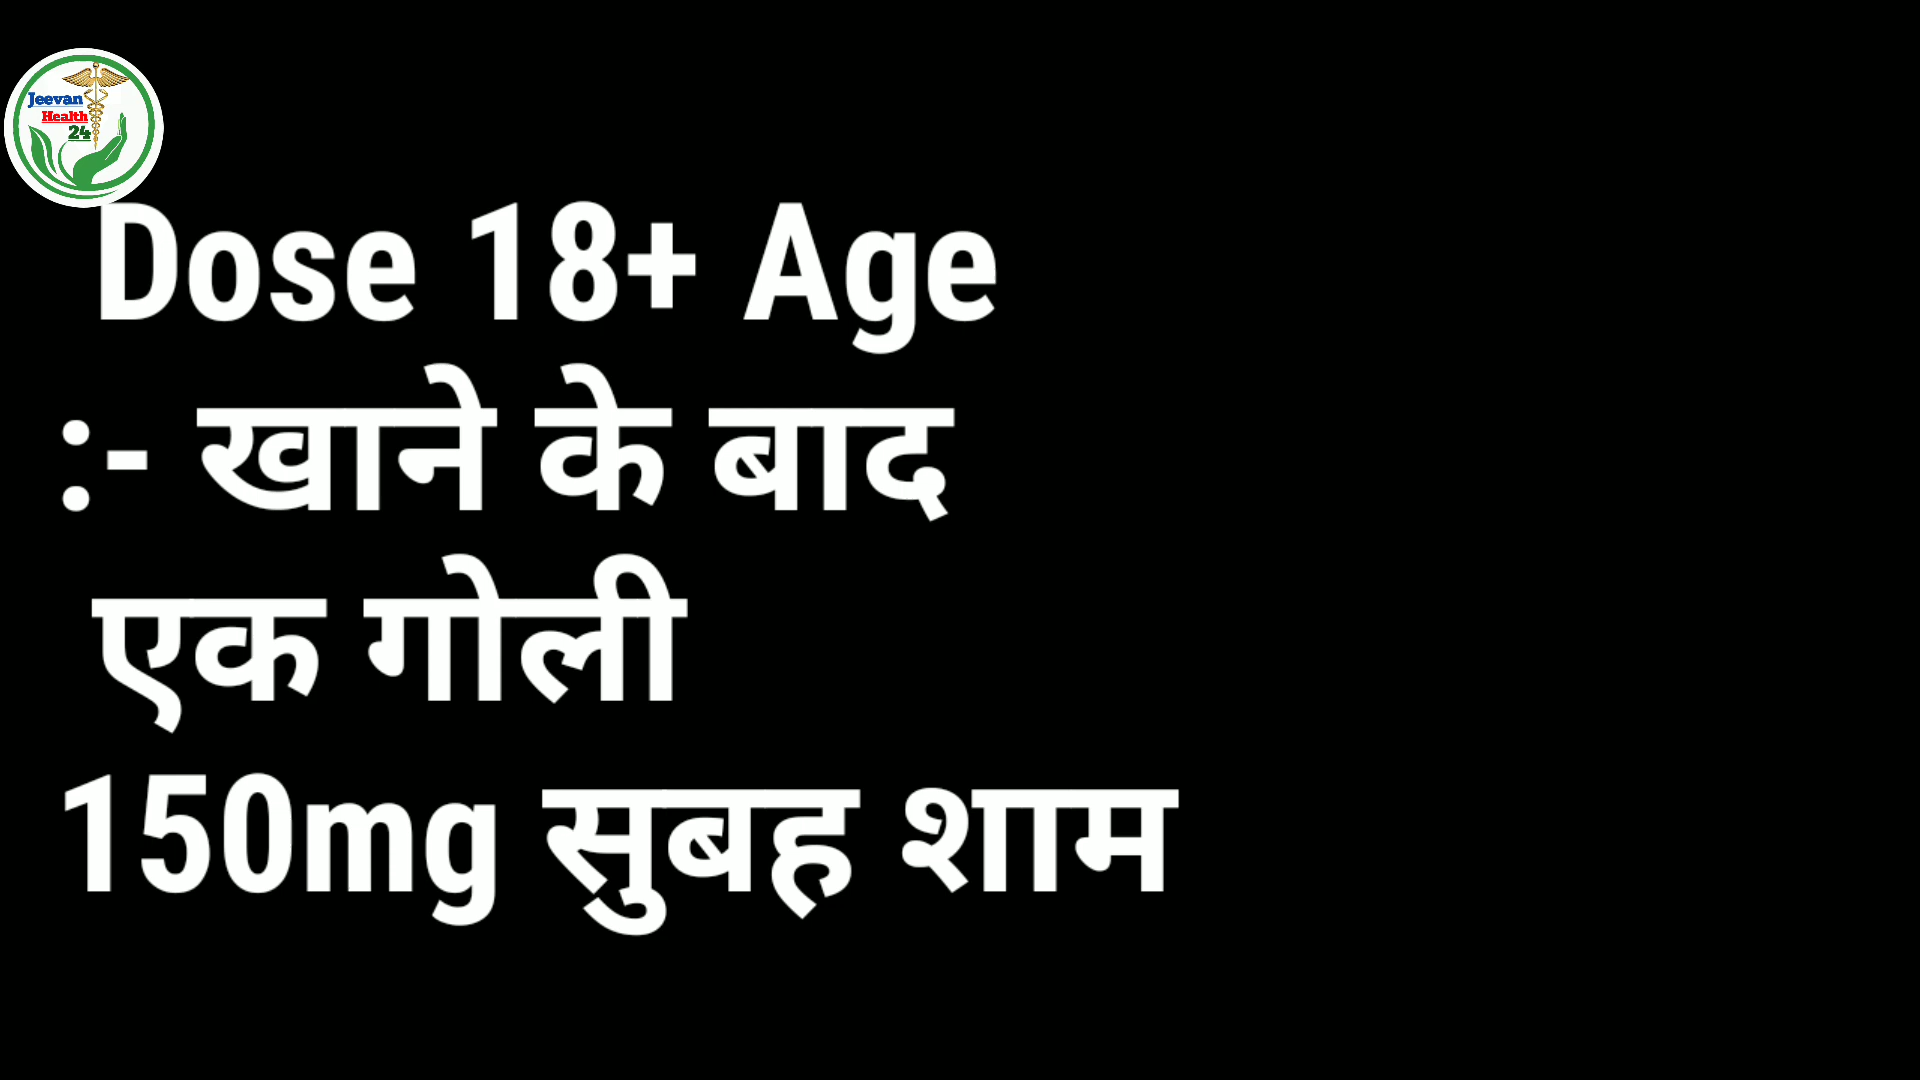 Jeevan
Health
24
Dose 18+ Age
:- खाने के बाद
एक गोली
150mg सुबह शाम